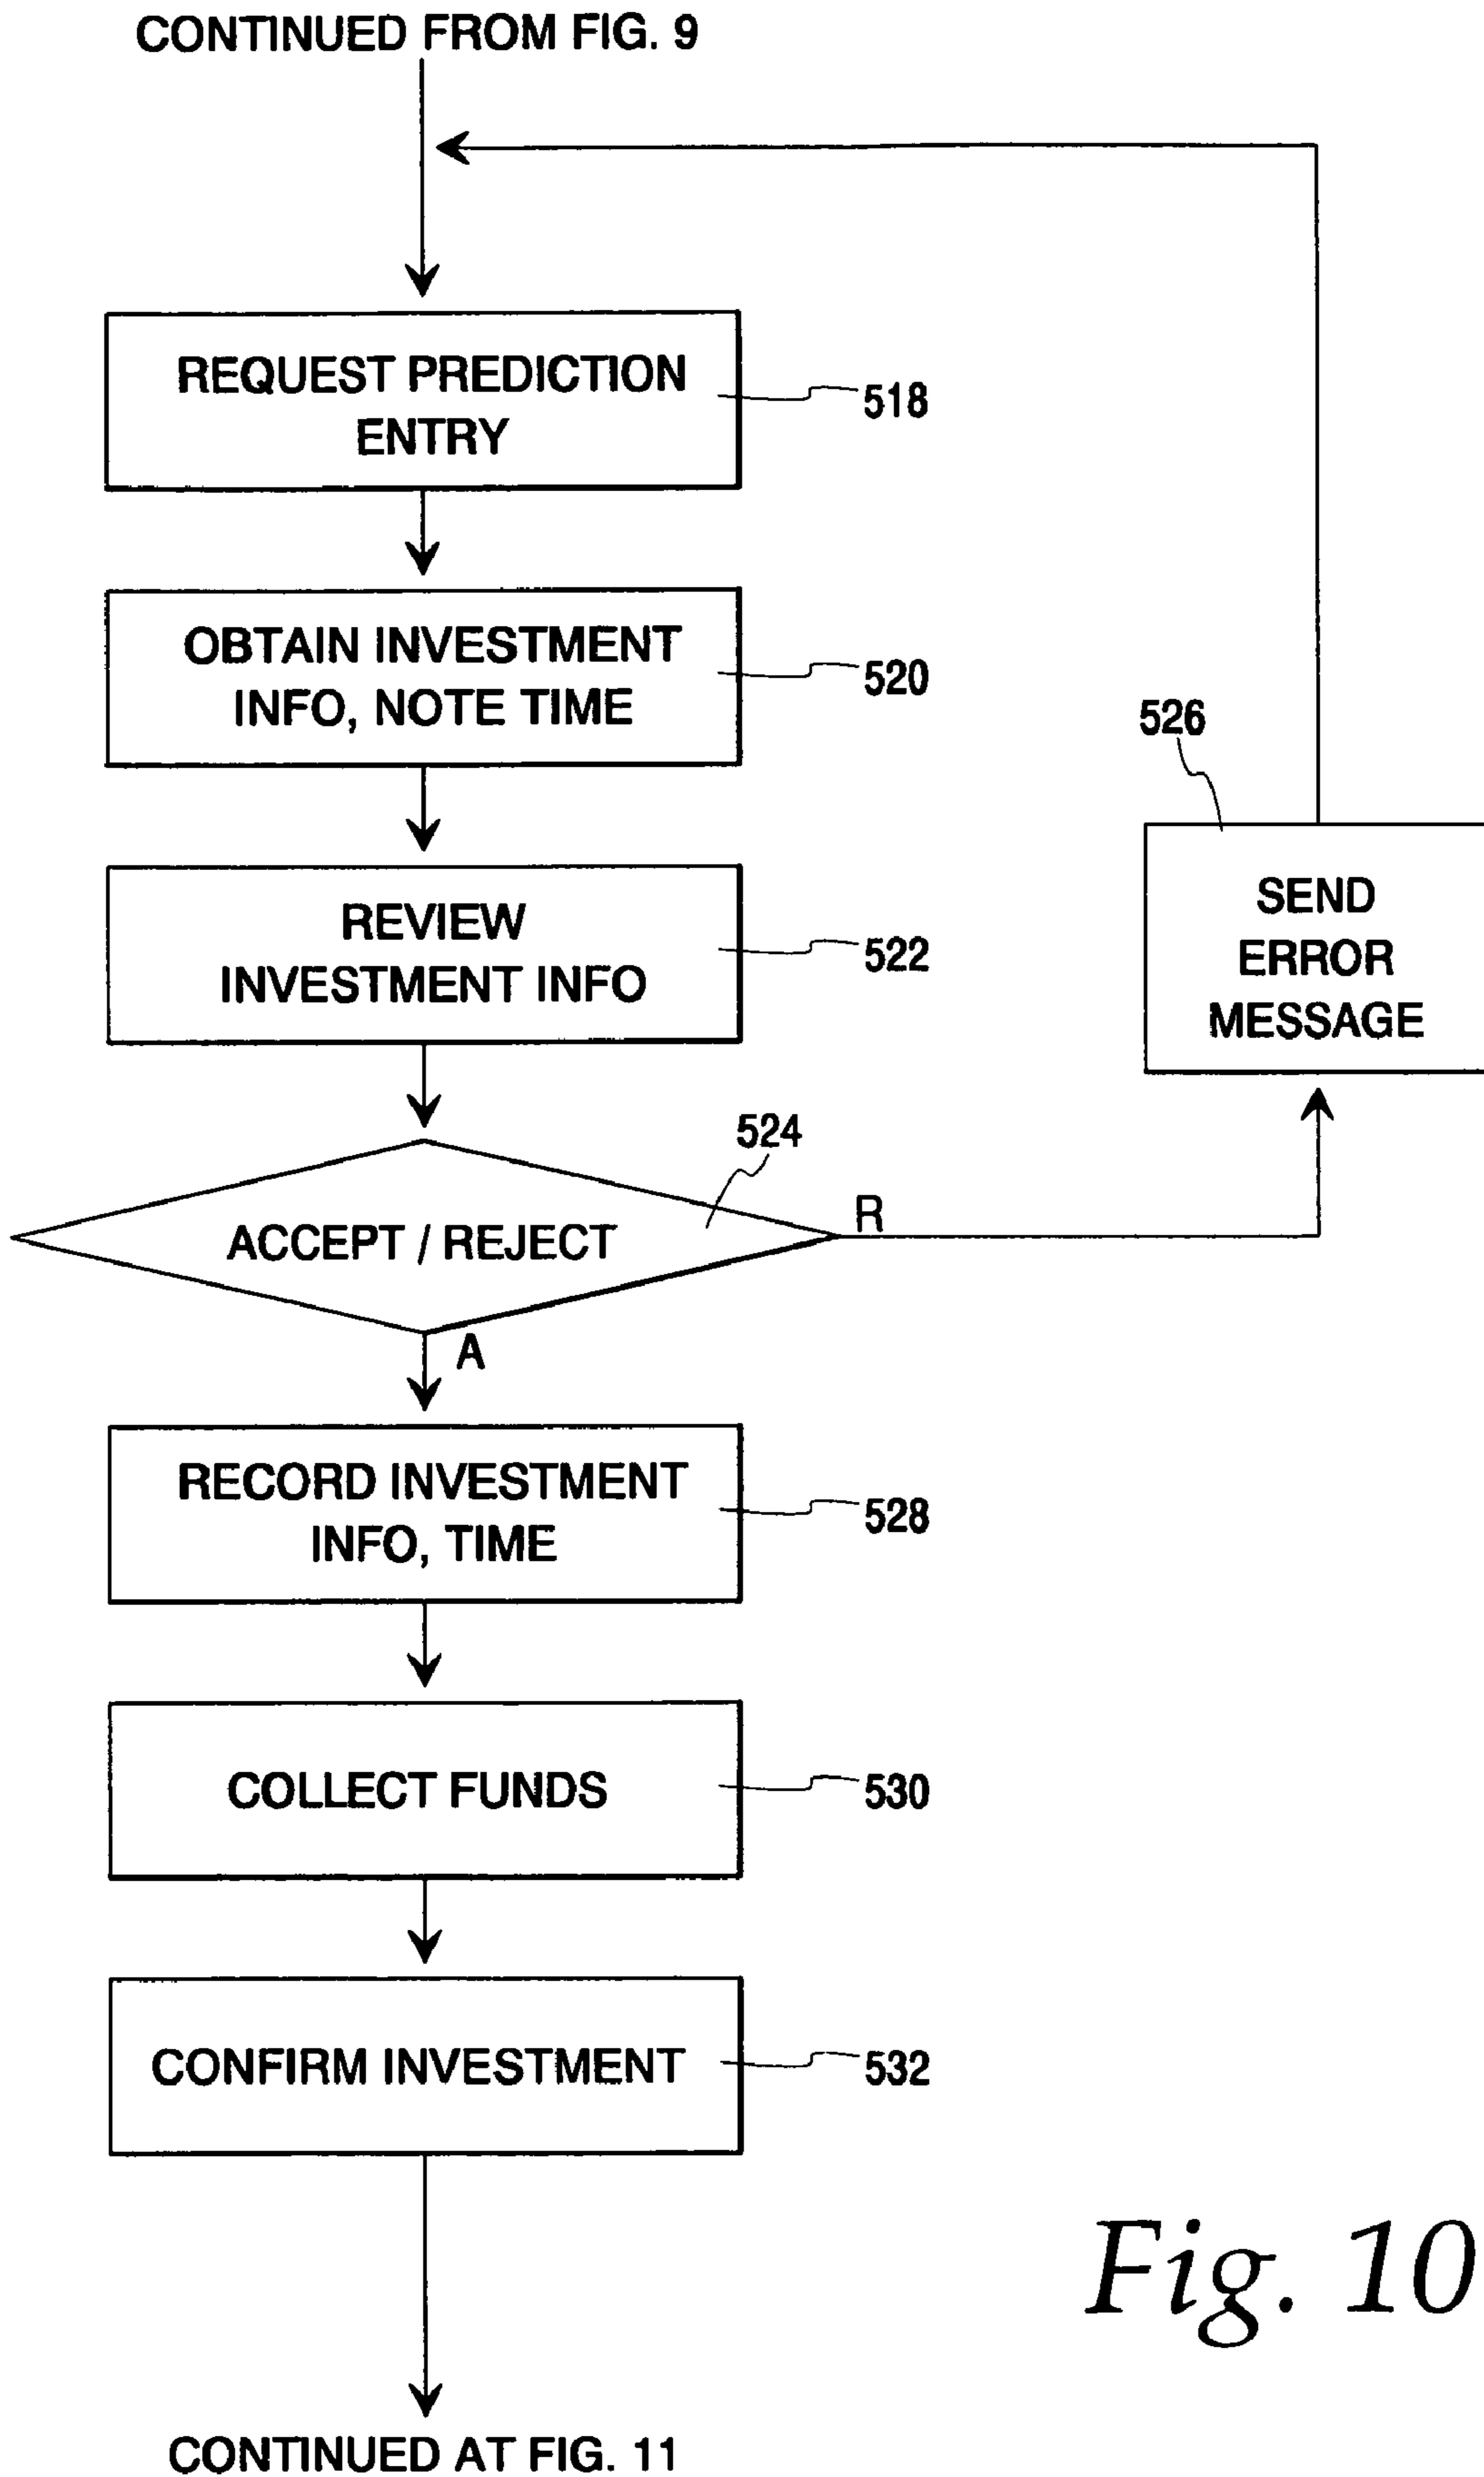 CONTINUED FROM FIG. 9
REQUEST PREDICTION
ENTRY
518
OBTAIN INVESTMENT
INFO, NOTE TIME
520
526
REVIEW
INVESTMENT INFO
522
SEND
ERROR
MESSAGE
524
ACCEPT / REJECT
R
A
RECORD INVESTMENT
INFO, TIME
528
COLLECT FUNDS
530
CONFIRM INVESTMENT
532
Fig. 10
CONTINUED AT FIG. 11